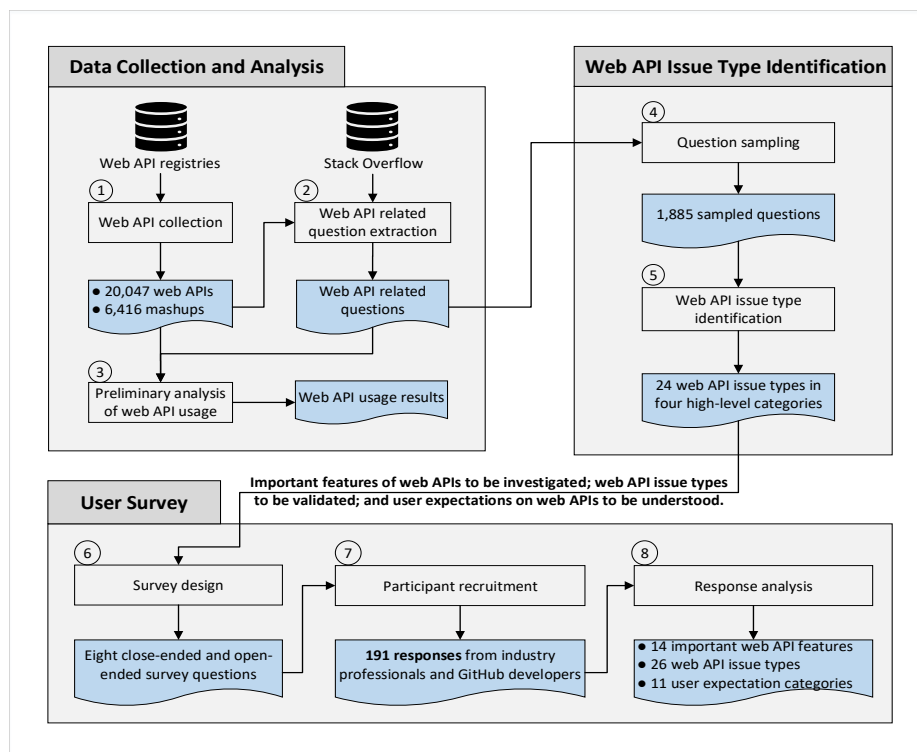 Data Collection and Analysis
Web API registries
Stack Overflow
1
Web API collection
2
Web API related
question extraction
● 20,047 web APIs
● 6,416 mashups
Web API related
questions
3
Preliminary analysis
of web API usage
Web API usage results
Web API Issue Type Identification
4
Question sampling
1,885 sampled questions
5
Web API issue type
identification
24 web API issue types in
four high-level categories
Important features of web APIs to be investigated; web API issue types
to be validated; and user expectations on web APIs to be understood.
User Survey
6
Survey design
Eight close-ended and open-
ended survey questions
7
Participant recruitment
191 responses from industry
professionals and GitHub developers
8
Response analysis
● 14 important web API features
● 26 web API issue types
● 11 user expectation categories